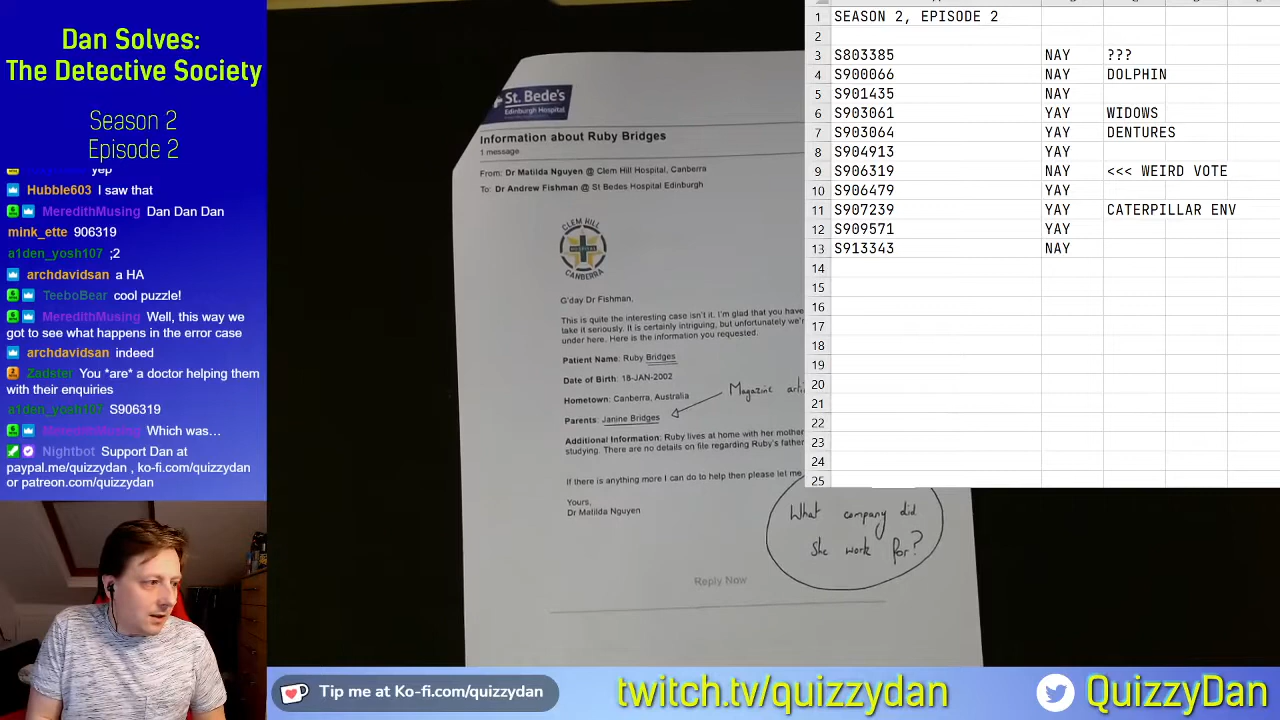 Dan Solves:
The Detective Society
Season 2
Episode 2
yep
Hubble603 I saw that
MeredithMusing Dan Dan Dan
mink_ette 906319
a1den_yosh107 ;2
archdavidsan a HA
TeeboBear cool puzzle!
MeredithMusing Well, this way we
got to see what happens in the error case
archdavidsan indeed
Zadster You *are* a doctor helping them
with their enquiries
a1den_yosh107 S906319
MeredithMusing Which was…
Nightbot Support Dan at
paypal.me/quizzydan , ko-fi.com/quizzydan
or patreon.com/quizzydan
St. Bede's
Edinburgh Hospital
Information about Ruby Bridges
1 message
From: Dr Matilda Nguyen @ Clem Hill Hospital, Canberra
To: Dr Andrew Fishman @ St Bedes Hospital Edinburgh
CLEM HILL
HOSPITAL
CANBERRA
G'day Dr Fishman,
This is quite the interesting case isn't it. I'm glad that you have
take it seriously. It is certainly intriguing, but unfortunately we'r
under here. Here is the information you requested.
Patient Name: Ruby Bridges
Date of Birth: 18-JAN-2002
Hometown: Canberra, Australia
Magazine arti
Parents: Janine Bridges
Additional Information: Ruby lives at home with her mother
studying. There are no details on file regarding Ruby's father
If there is anything more I can do to help then please let me
Yours,
Dr Matilda Nguyen
What company did
She work for?
Reply Now
1 SEASON 2, EPISODE 2
2
3 S803385 NAY ???
4 S900066 NAY DOLPHIN
5 S901435 NAY
6 S903061 YAY WIDOWS
7 S903064 YAY DENTURES
8 S904913 YAY
9 S906319 NAY <<< WEIRD VOTE
10 S906479 YAY
11 S907239 YAY CATERPILLAR ENV
12 S909571 YAY
13 S913343 NAY
14
15
16
17
18
19
20
21
22
23
24
25
Tip me at Ko-fi.com/quizzydan
twitch.tv/quizzydan
QuizzyDan